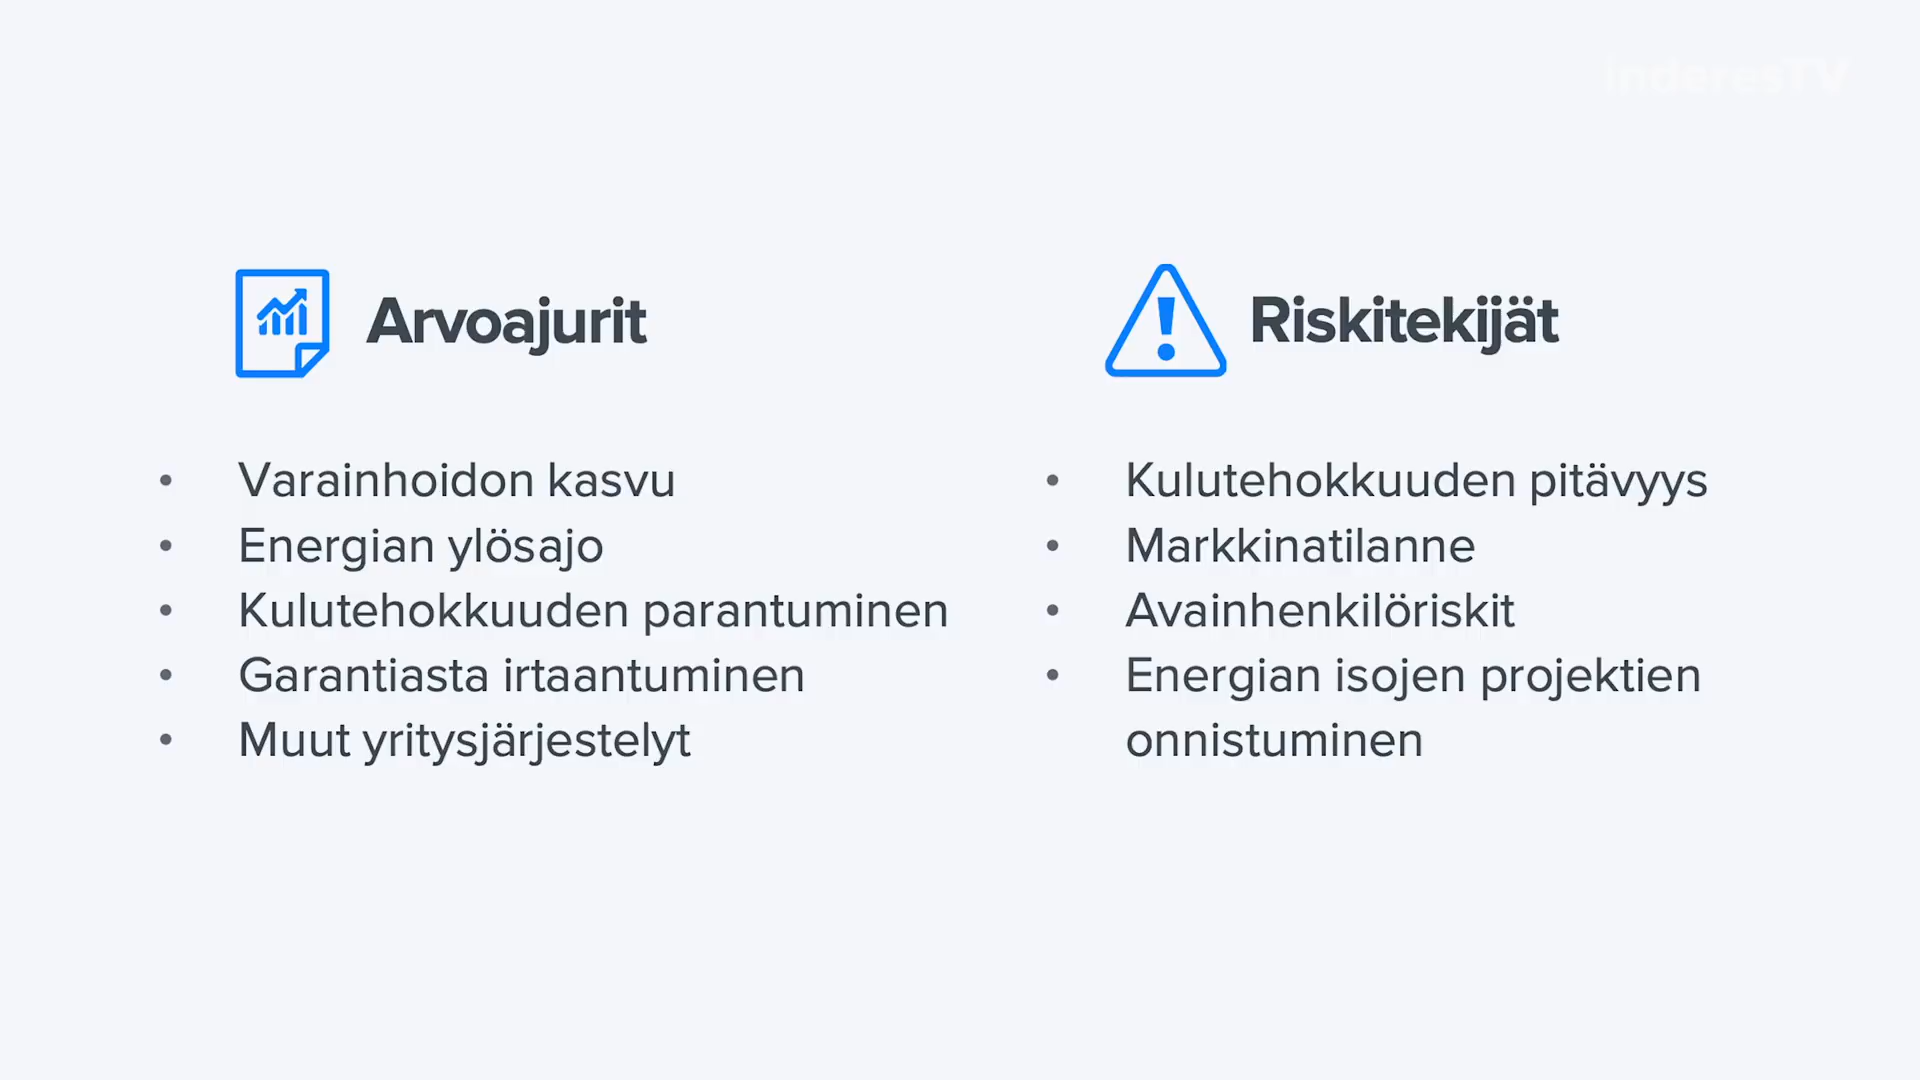 inderesTV
Arvoajurit
Varainhoidon kasvu
Energian ylösajo
Kulutehokkuuden parantuminen
Garantiasta irtaantuminen
Muut yritysjärjestelyt
Riskitekijät
Kulutehokkuuden pitävyys
Markkinatilanne
Avainhenkilöriskit
Energian isojen projektien
onnistuminen